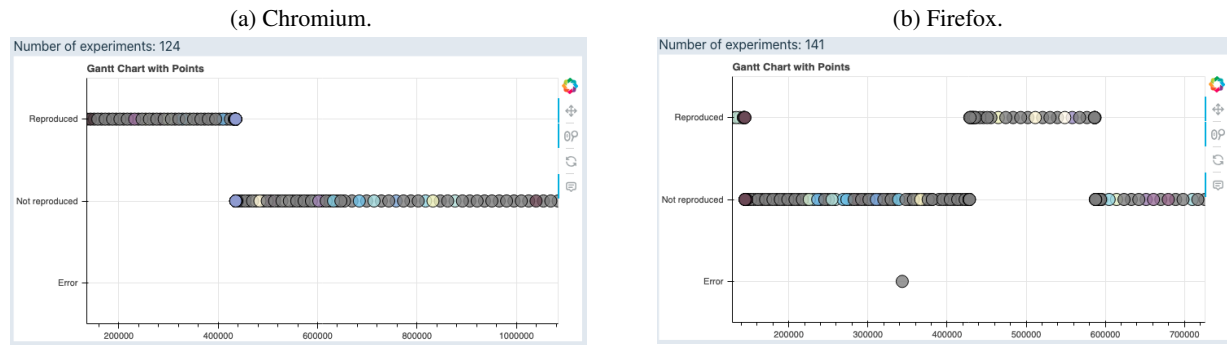 (a) Chromium.
Number of experiments: 124
Gantt Chart with Points
Reproduced
Not reproduced
Error
200000 400000 600000 800000 1000000
(b) Firefox.
Number of experiments: 141
Gantt Chart with Points
Reproduced
Not reproduced
Error
200000 300000 400000 500000 600000 700000